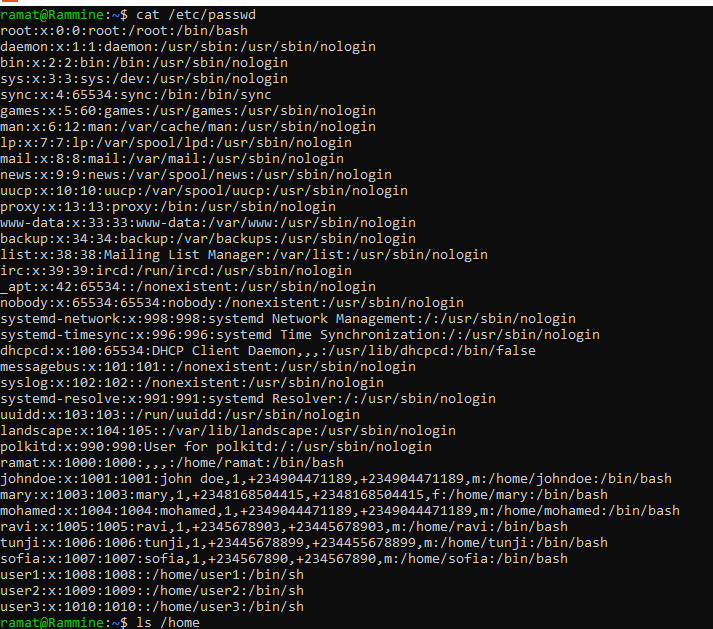 ramat@Rammine:~$ cat /etc/passwd
root:x:0:0:root:/root:/bin/bash
daemon:x:1:1:daemon:/usr/sbin:/usr/sbin/nologin
bin:x:2:2:bin:/bin:/usr/sbin/nologin
sys:x:3:3:sys:/dev:/usr/sbin/nologin
sync:x:4:65534:sync:/bin:/bin/sync
games:x:5:60:games:/usr/games:/usr/sbin/nologin
man:x:6:12:man:/var/cache/man:/usr/sbin/nologin
lp:x:7:7:lp:/var/spool/lpd:/usr/sbin/nologin
mail:x:8:8:mail:/var/mail:/usr/sbin/nologin
news:x:9:9:news:/var/spool/news:/usr/sbin/nologin
uucp:x:10:10:uucp:/var/spool/uucp:/usr/sbin/nologin
proxy:x:13:13:proxy:/bin:/usr/sbin/nologin
www-data:x:33:33:www-data:/var/www:/usr/sbin/nologin
backup:x:34:34:backup:/var/backups:/usr/sbin/nologin
list:x:38:38:Mailing List Manager:/var/list:/usr/sbin/nologin
irc:x:39:39:ircd:/run/ircd:/usr/sbin/nologin
_apt:x:42:65534::/nonexistent:/usr/sbin/nologin
nobody:x:65534:65534:nobody:/nonexistent:/usr/sbin/nologin
systemd-network:x:998:998:systemd Network Management:/:/usr/sbin/nologin
systemd-timesync:x:996:996:systemd Time Synchronization:/:/usr/sbin/nologin
dhcpcd:x:100:65534:DHCP Client Daemon,,,:/usr/lib/dhcpcd:/bin/false
messagebus:x:101:101::/nonexistent:/usr/sbin/nologin
syslog:x:102:102::/nonexistent:/usr/sbin/nologin
systemd-resolve:x:991:991:systemd Resolver:/:/usr/sbin/nologin
uuidd:x:103:103::/run/uuidd:/usr/sbin/nologin
landscape:x:104:105::/var/lib/landscape:/usr/sbin/nologin
polkitd:x:990:990:User for polkitd:/:/usr/sbin/nologin
ramat:x:1000:1000:,,,:/home/ramat:/bin/bash
johndoe:x:1001:1001:john doe,1,+234904471189,+234904471189,m:/home/johndoe:/bin/bash
mary:x:1003:1003:mary,1,+2348168504415,+2348168504415,f:/home/mary:/bin/bash
mohamed:x:1004:1004:mohamed,1,+234904471189,+234904471189,m:/home/mohamed:/bin/bash
ravi:x:1005:1005:ravi,1,+2345678903,+23445678903,m:/home/ravi:/bin/bash
tunji:x:1006:1006:tunji,1,+23445678899,+234455678899,m:/home/tunji:/bin/bash
sofia:x:1007:1007:sofia,1,+234567890,+234567890,m:/home/sofia:/bin/bash
user1:x:1008:1008::/home/user1:/bin/sh
user2:x:1009:1009::/home/user2:/bin/sh
user3:x:1010:1010::/home/user3:/bin/sh
ramat@Rammine:~$ ls /home